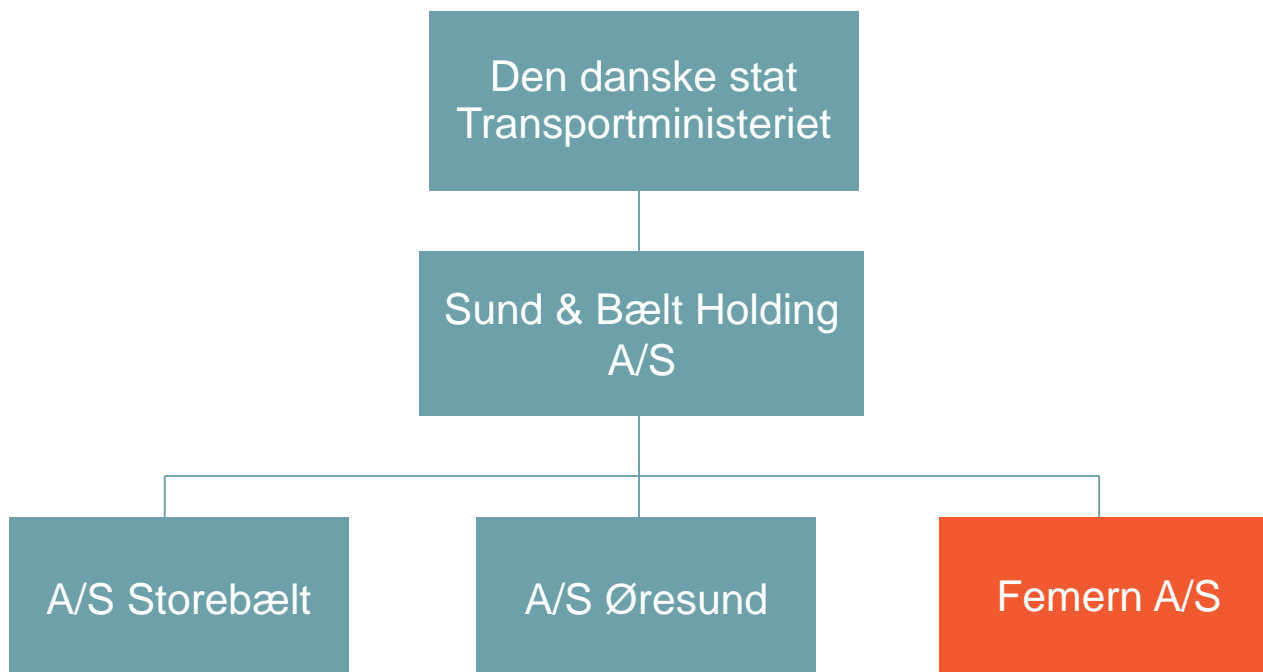 Den danske stat
Transportministeriet
Sund & Bælt Holding
A/S
A/S Storebælt
A/S Øresund
Femern A/S